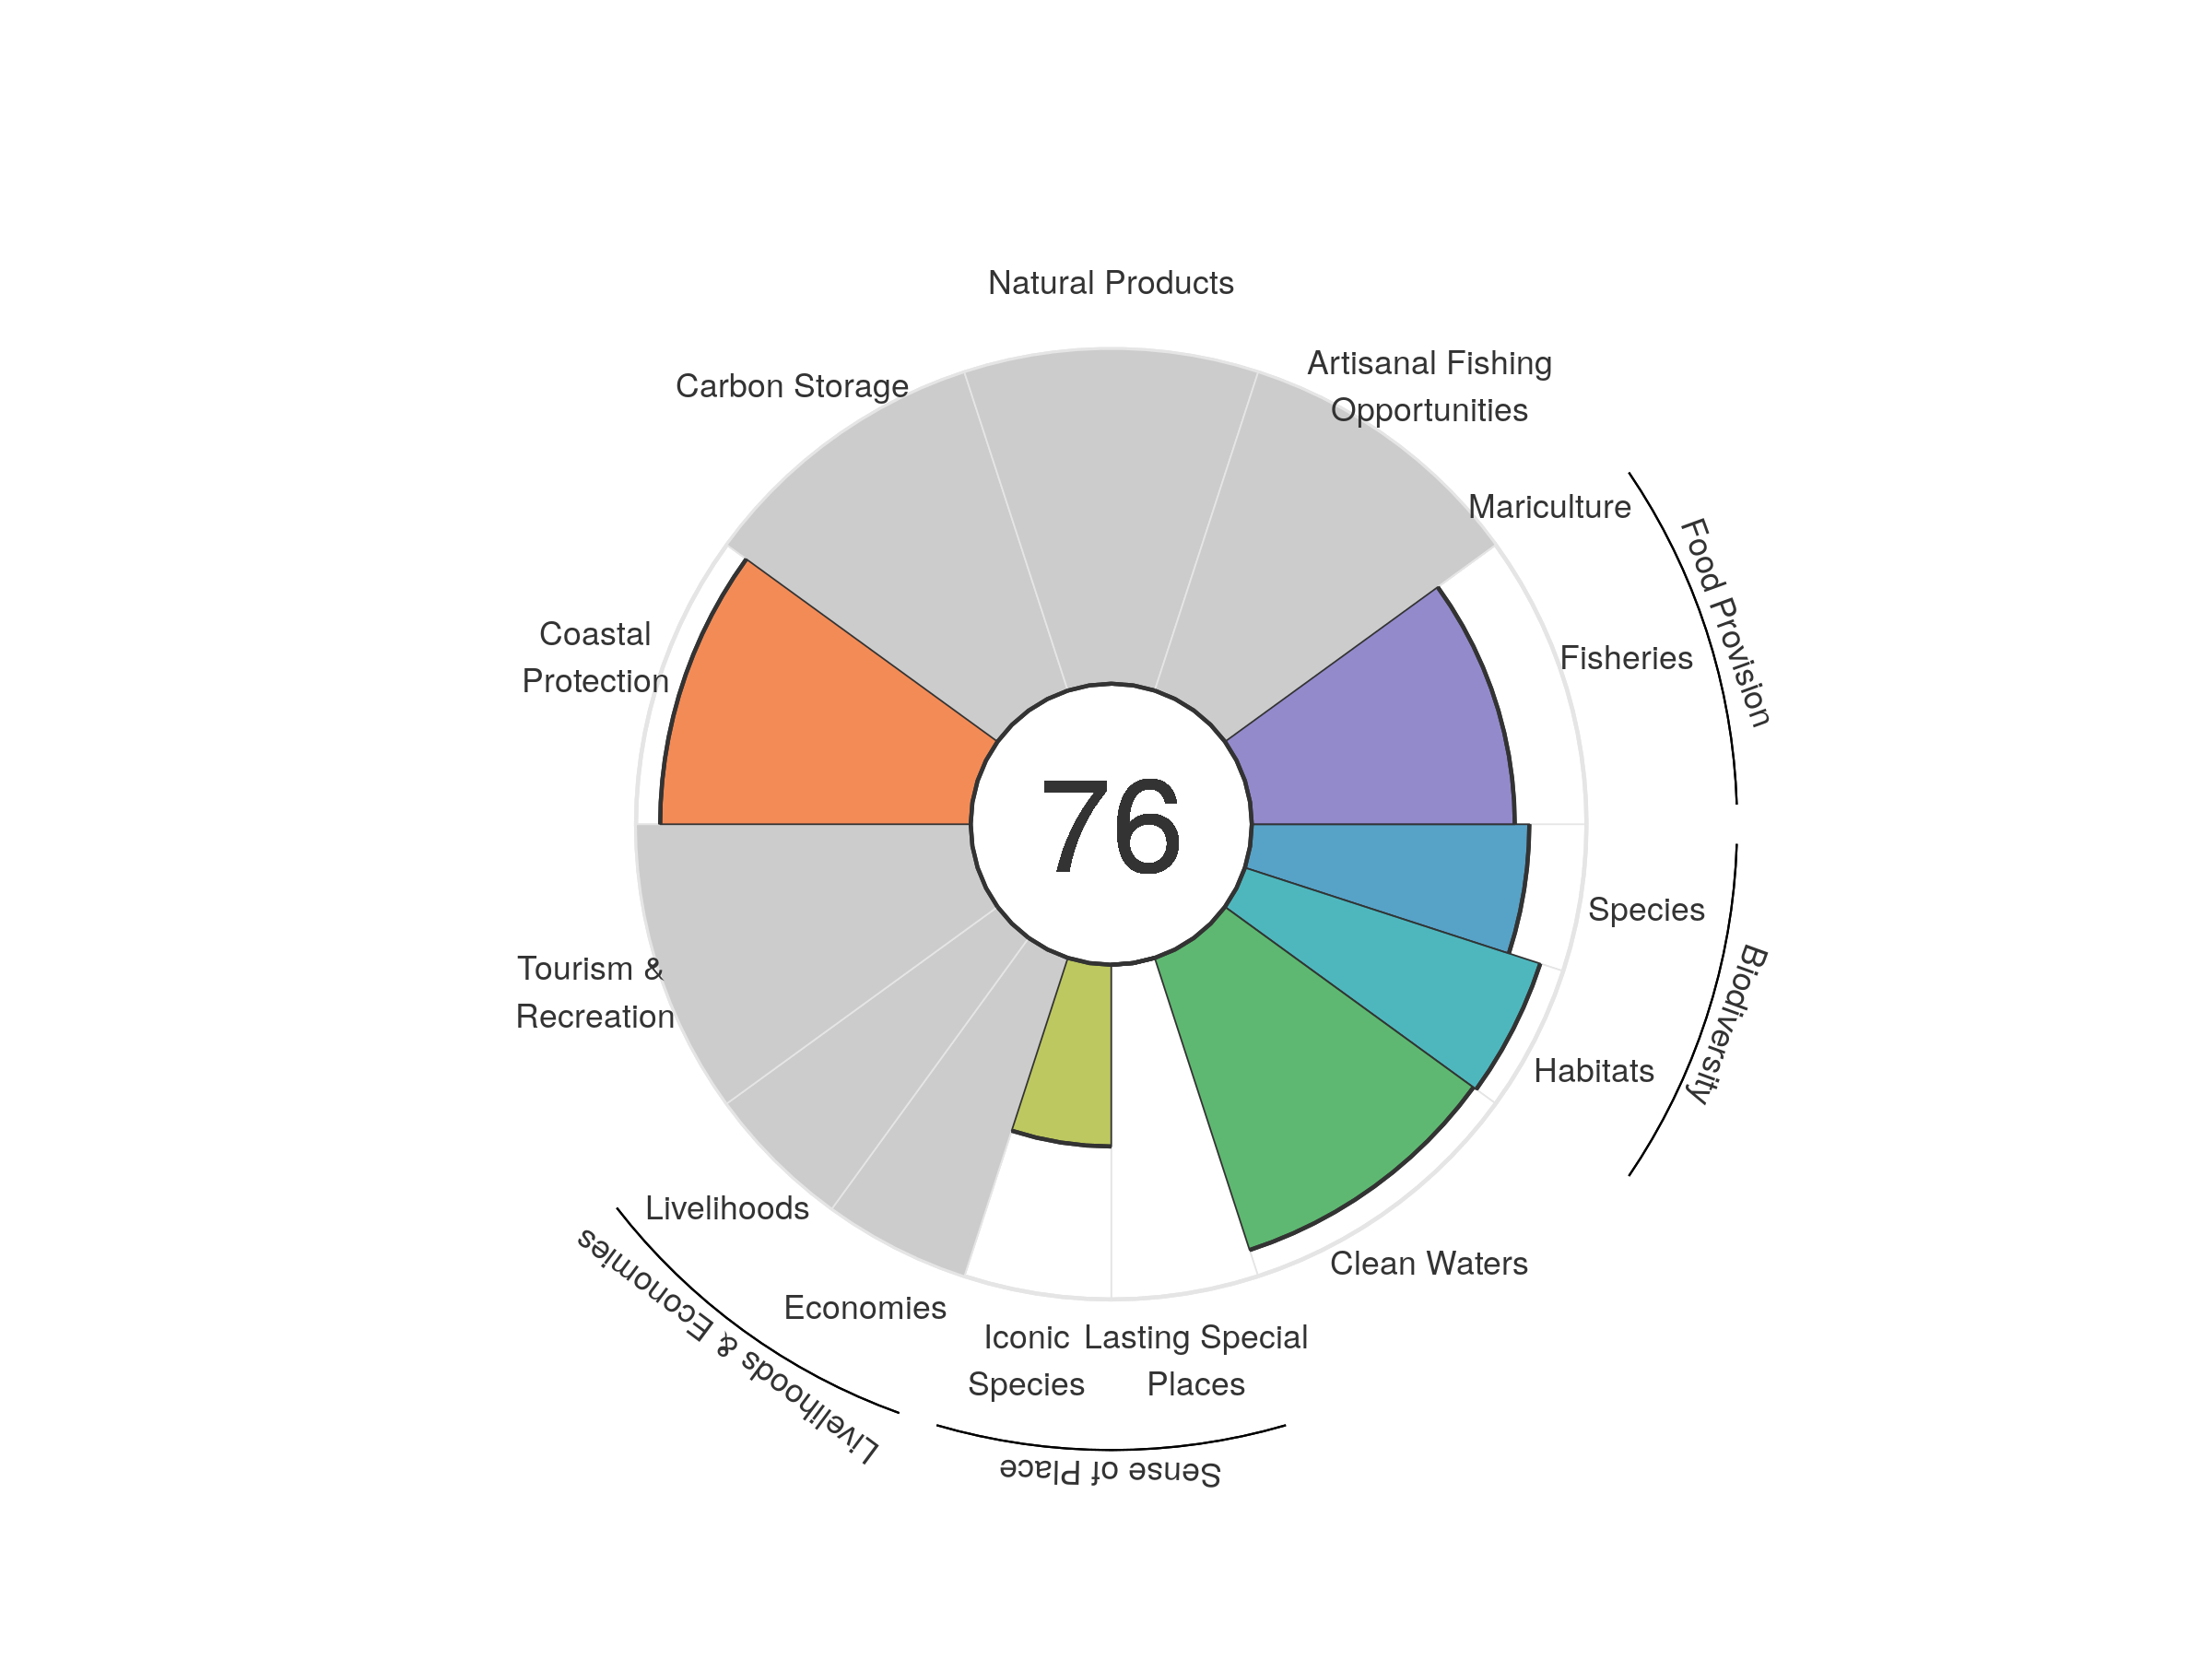 Natural Products
Artisanal Fishing
Opportunities
Carbon Storage
Mariculture
Food Provision
Fisheries
Coastal
Protection
76
Species
Biodiversity
Tourism &
Recreation
Habitats
Livelihoods
Clean Waters
Livelihoods & Economies
Economies
Iconic
Species
Lasting Special
Places
Sense of Place